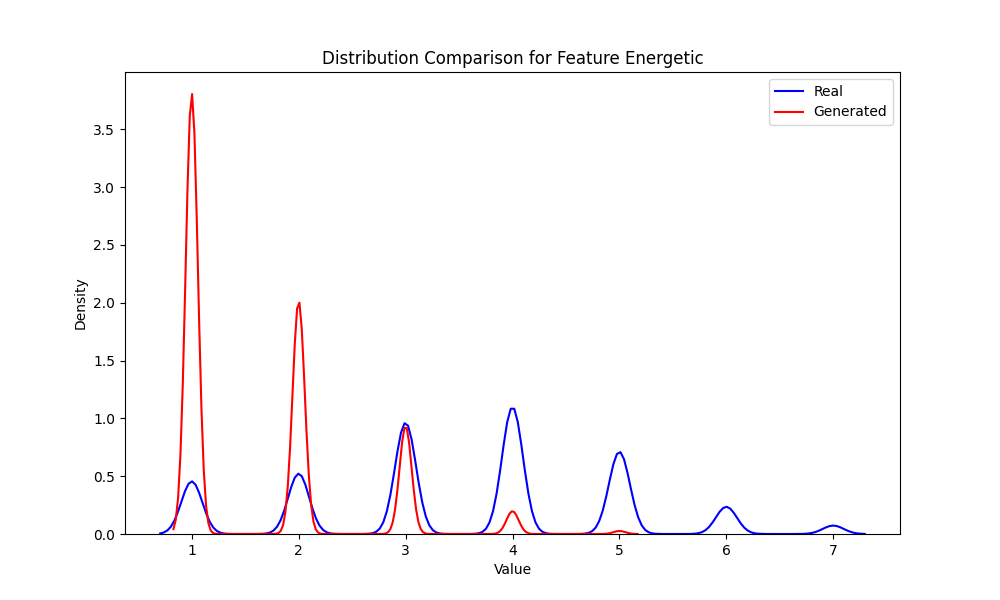 Distribution Comparison for Feature Energetic
Real
Generated
3.5
3.0
2.5
2.0
1.5
1.0
0.5
0.0
Density
1 2 3 4 5 6 7
Value